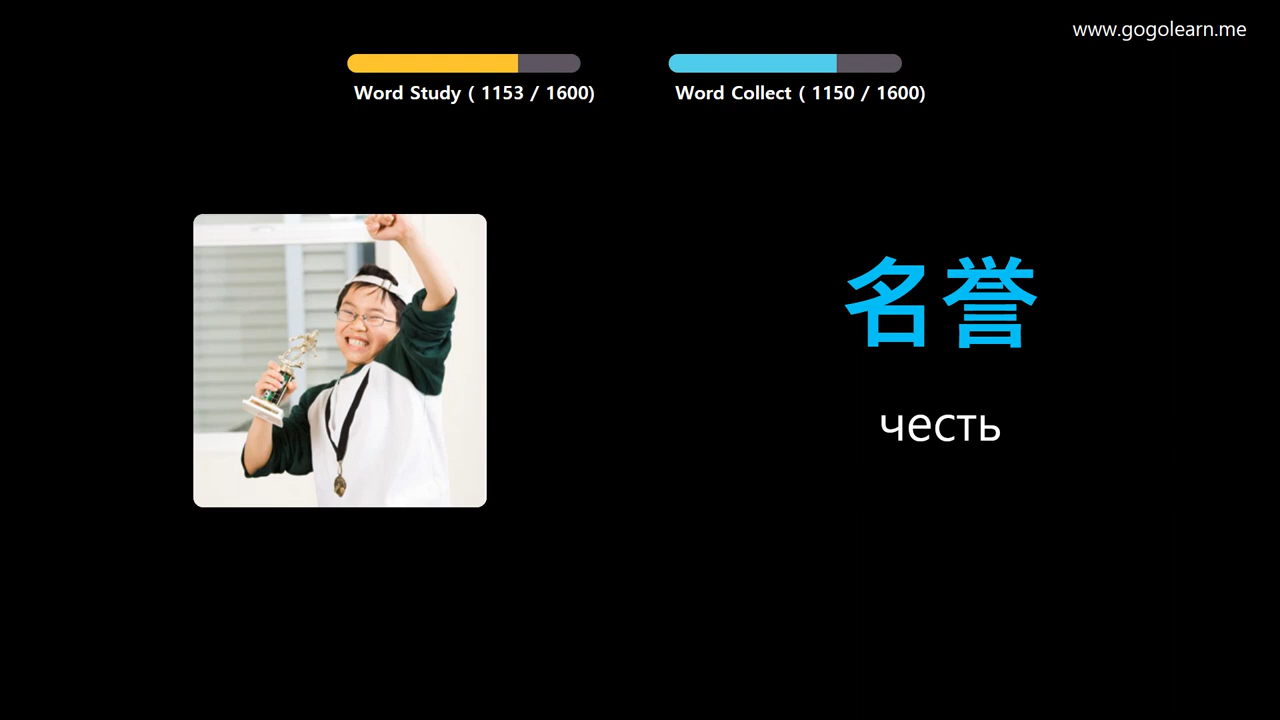 www.gogolearn.me
Word Study ( 1153 / 1600)
Word Collect ( 1150 / 1600)
名誉
честь